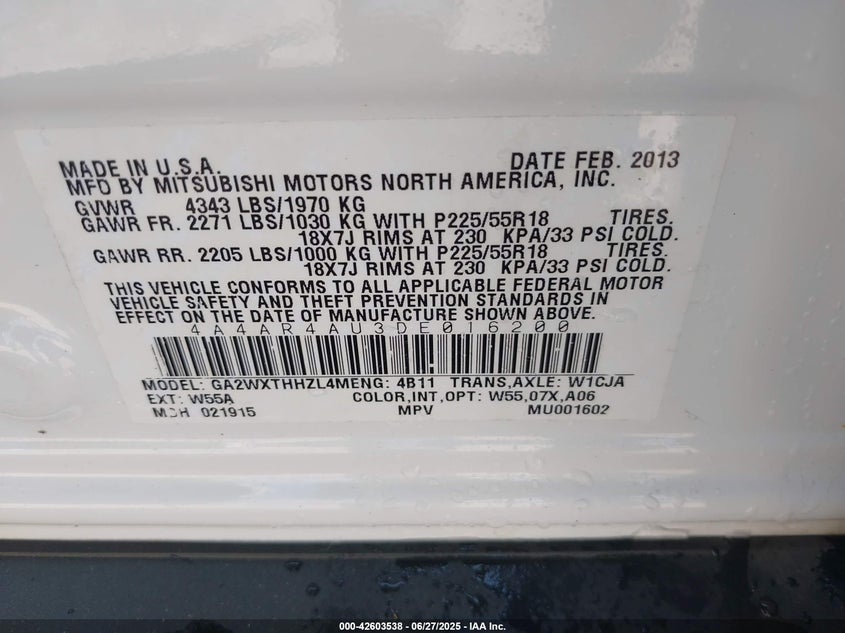 MADE IN U.S.A. DATE FEB. 2013
MFD BY MITSUBISHI MOTORS NORTH AMERICA, INC.
GVWR 4343 LBS/1970 KG
GAWR FR. 2271 LBS/1030 KG WITH P225/55R18 TIRES.
18X7J RIMS AT 230 KPA/33 PSI COLD.
GAWR RR. 2205 LBS/1000 KG WITH P225/55R18 TIRES.
18X7J RIMS AT 230 KPA/33 PSI COLD.
THIS VEHICLE CONFORMS TO ALL APPLICABLE FEDERAL MOTOR
VEHICLE SAFETY AND THEFT PREVENTION STANDARDS IN
EFFECT ON THE DATE OF MANUFACTURE SHOWN ABOVE.
4A4AR4AU3DE016200
MODEL: GA2WXTHHZL4MENG: 4B11 TRANS,AXLE: W1CJA
EXT: W55A COLOR,INT,OPT: W55,07X,A06
021915 MPV MU001602
000-42603538 - 06/27/2025 - IAA Inc.